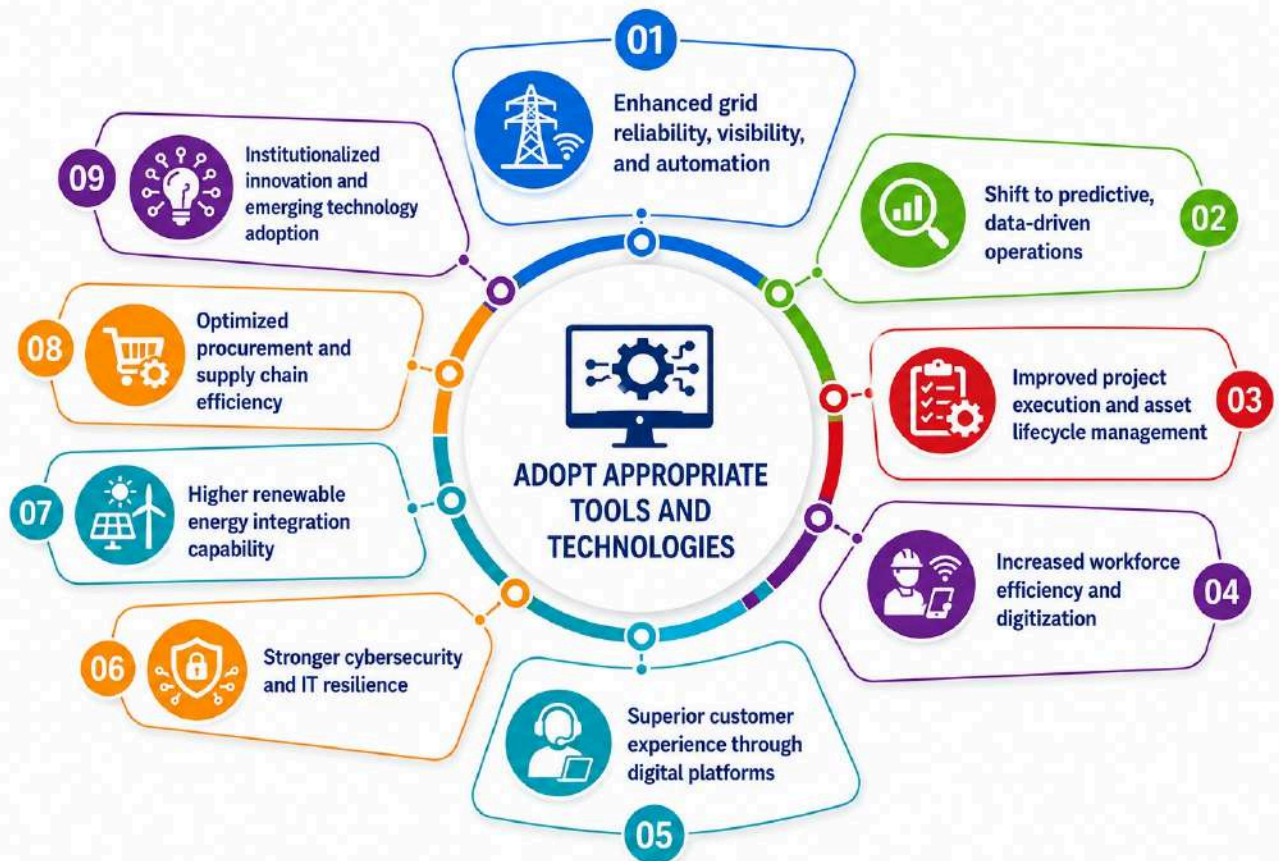 01
Enhanced grid
reliability, visibility,
and automation
02
Shift to predictive,
data-driven
operations
03
Improved project
execution and asset
lifecycle management
04
Increased workforce
efficiency and
digitization
05
Superior customer
experience through
digital platforms
06
Stronger cybersecurity
and IT resilience
07
Higher renewable
energy integration
capability
08
Optimized
procurement and
supply chain
efficiency
09
Institutionalized
innovation and
emerging technology
adoption
ADOPT APPROPRIATE
TOOLS AND
TECHNOLOGIES